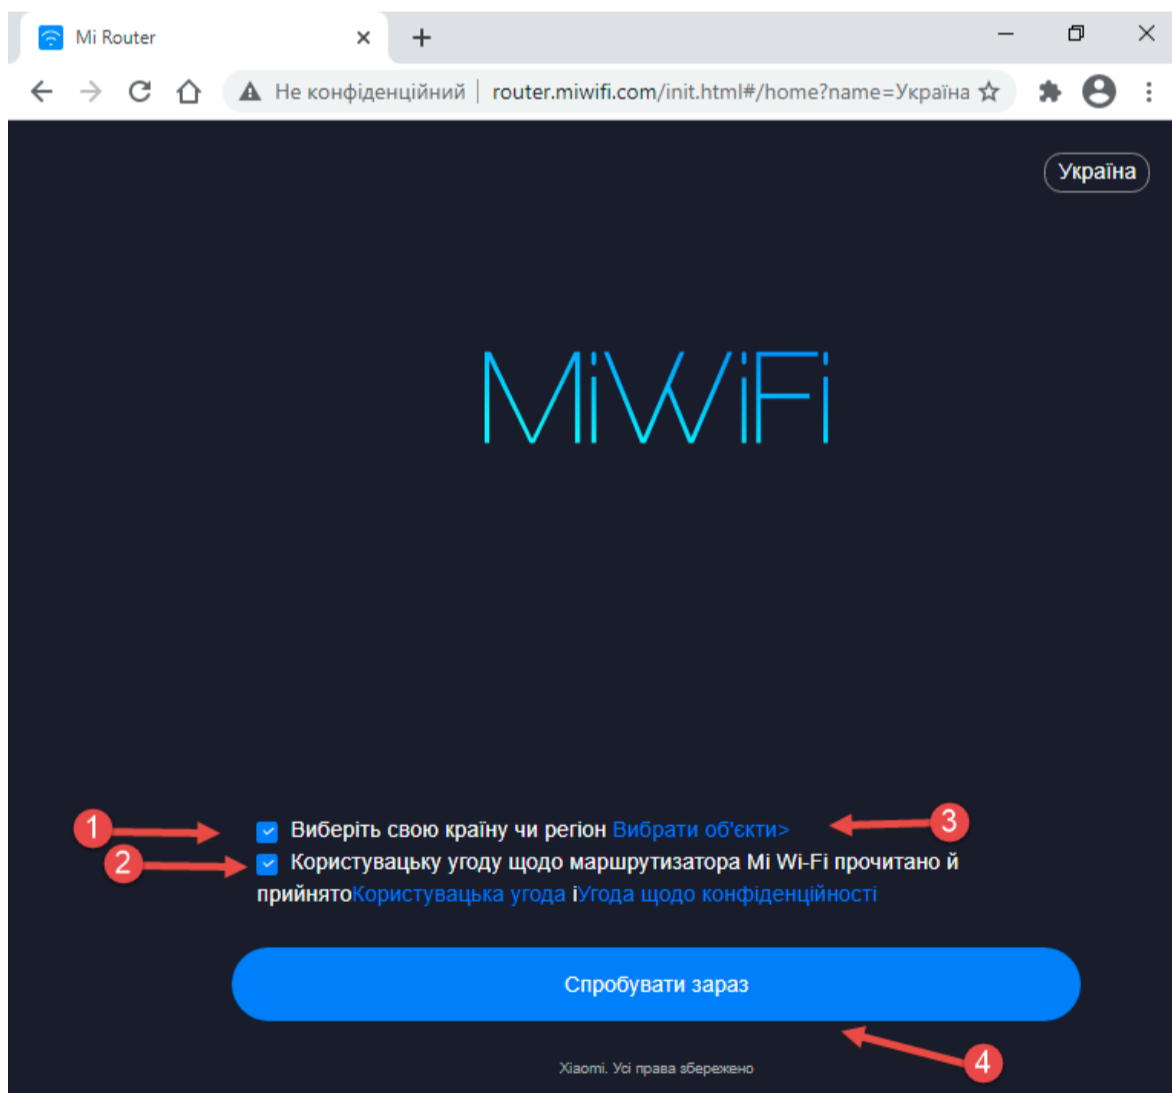 Mi Router
Не конфіденційний | router.miwifi.com/init.html#/home?name=Україна
Україна
MiWiFi
1 Виберіть свою країну чи регіон Вибрати об'єкти> 3
2 Користувацьку угоду щодо маршрутизатора Mi Wi-Fi прочитано й
прийнятоКористувацька угода іУгода щодо конфіденційності
Спробувати зараз
4
Xiaomi. Усі права збережено